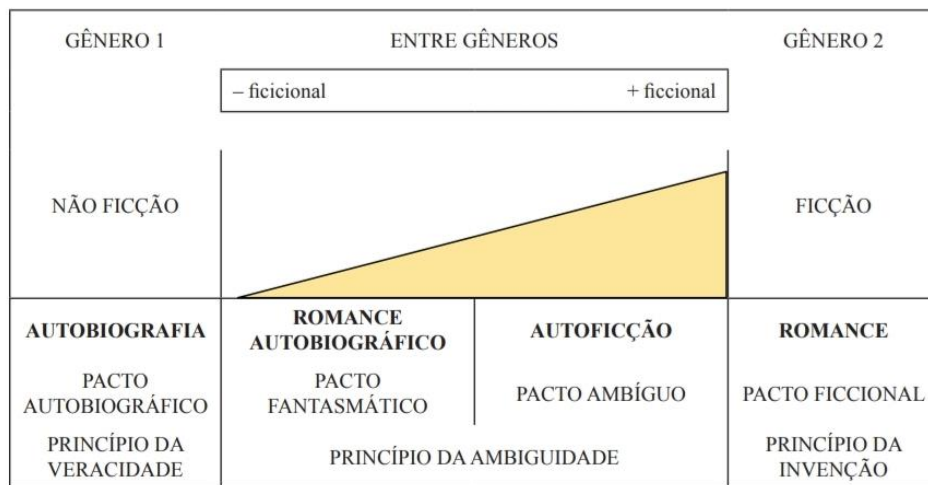 GÊNERO 1
ENTRE GÊNEROS
GÊNERO 2
– ficicional
+ ficcional
NÃO FICÇÃO
FICÇÃO
AUTOBIOGRAFIA
PACTO
AUTOBIOGRÁFICO
PRINCÍPIO DA
VERACIDADE
ROMANCE
AUTOBIOGRÁFICO
PACTO
FANTASMÁTICO
AUTOFICÇÃO
PACTO AMBÍGUO
PRINCÍPIO DA AMBIGUIDADE
ROMANCE
PACTO FICCIONAL
PRINCÍPIO DA
INVENÇÃO